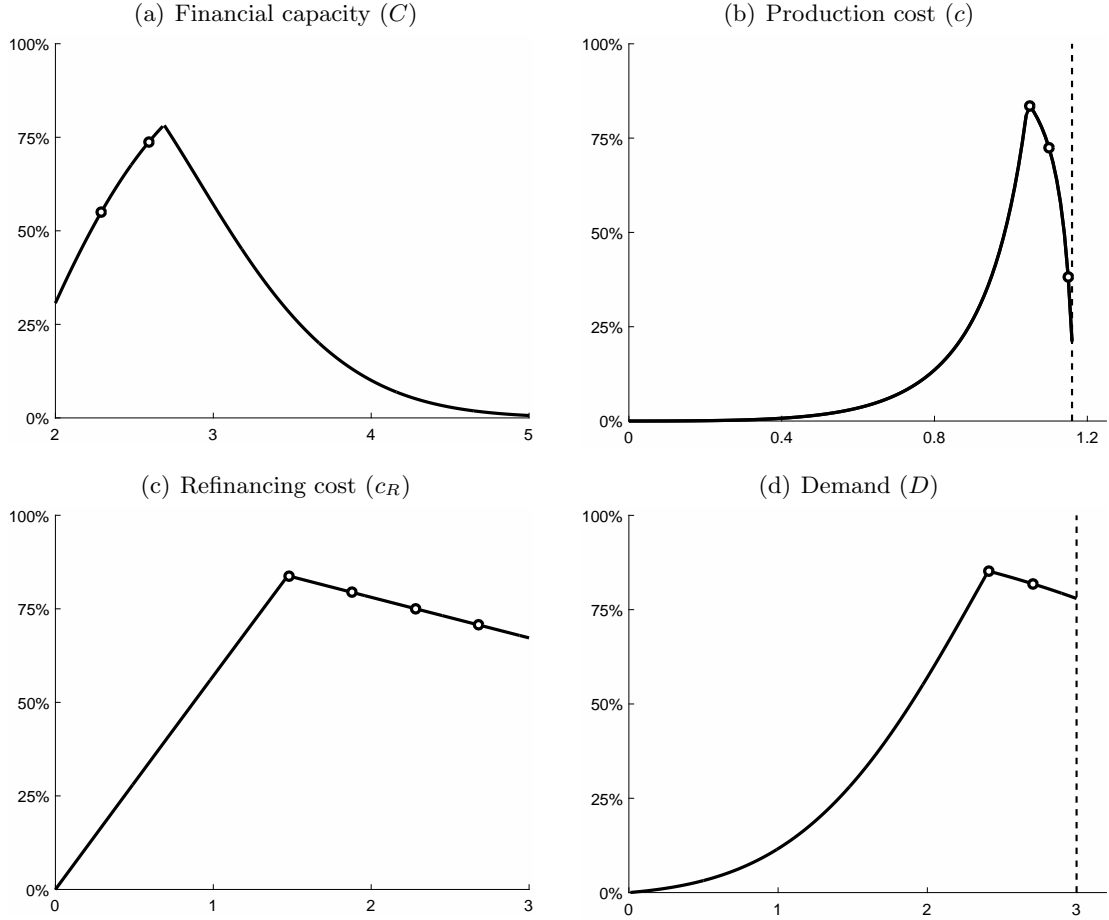 (a) Financial capacity (C)
100%
75%
50%
25%
0%
2 3 4 5
(b) Production cost (c)
100%
75%
50%
25%
0%
0 0.4 0.8 1.2
(c) Refinancing cost (c_R)
100%
75%
50%
25%
0%
0 1 2 3
(d) Demand (D)
100%
75%
50%
25%
0%
0 1 2 3